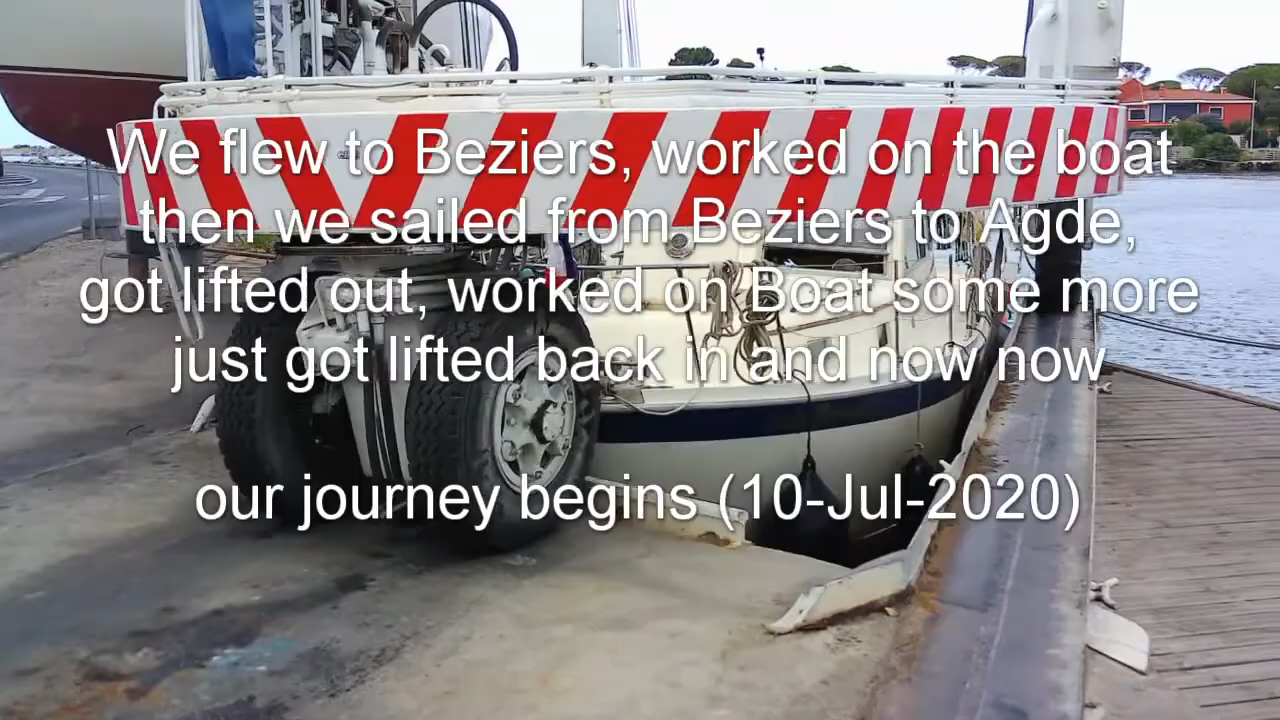 We flew to Beziers, worked on the boat
then we sailed from Beziers to Agde,
got lifted out, worked on Boat some more
just got lifted back in and now now
our journey begins (10-Jul-2020)